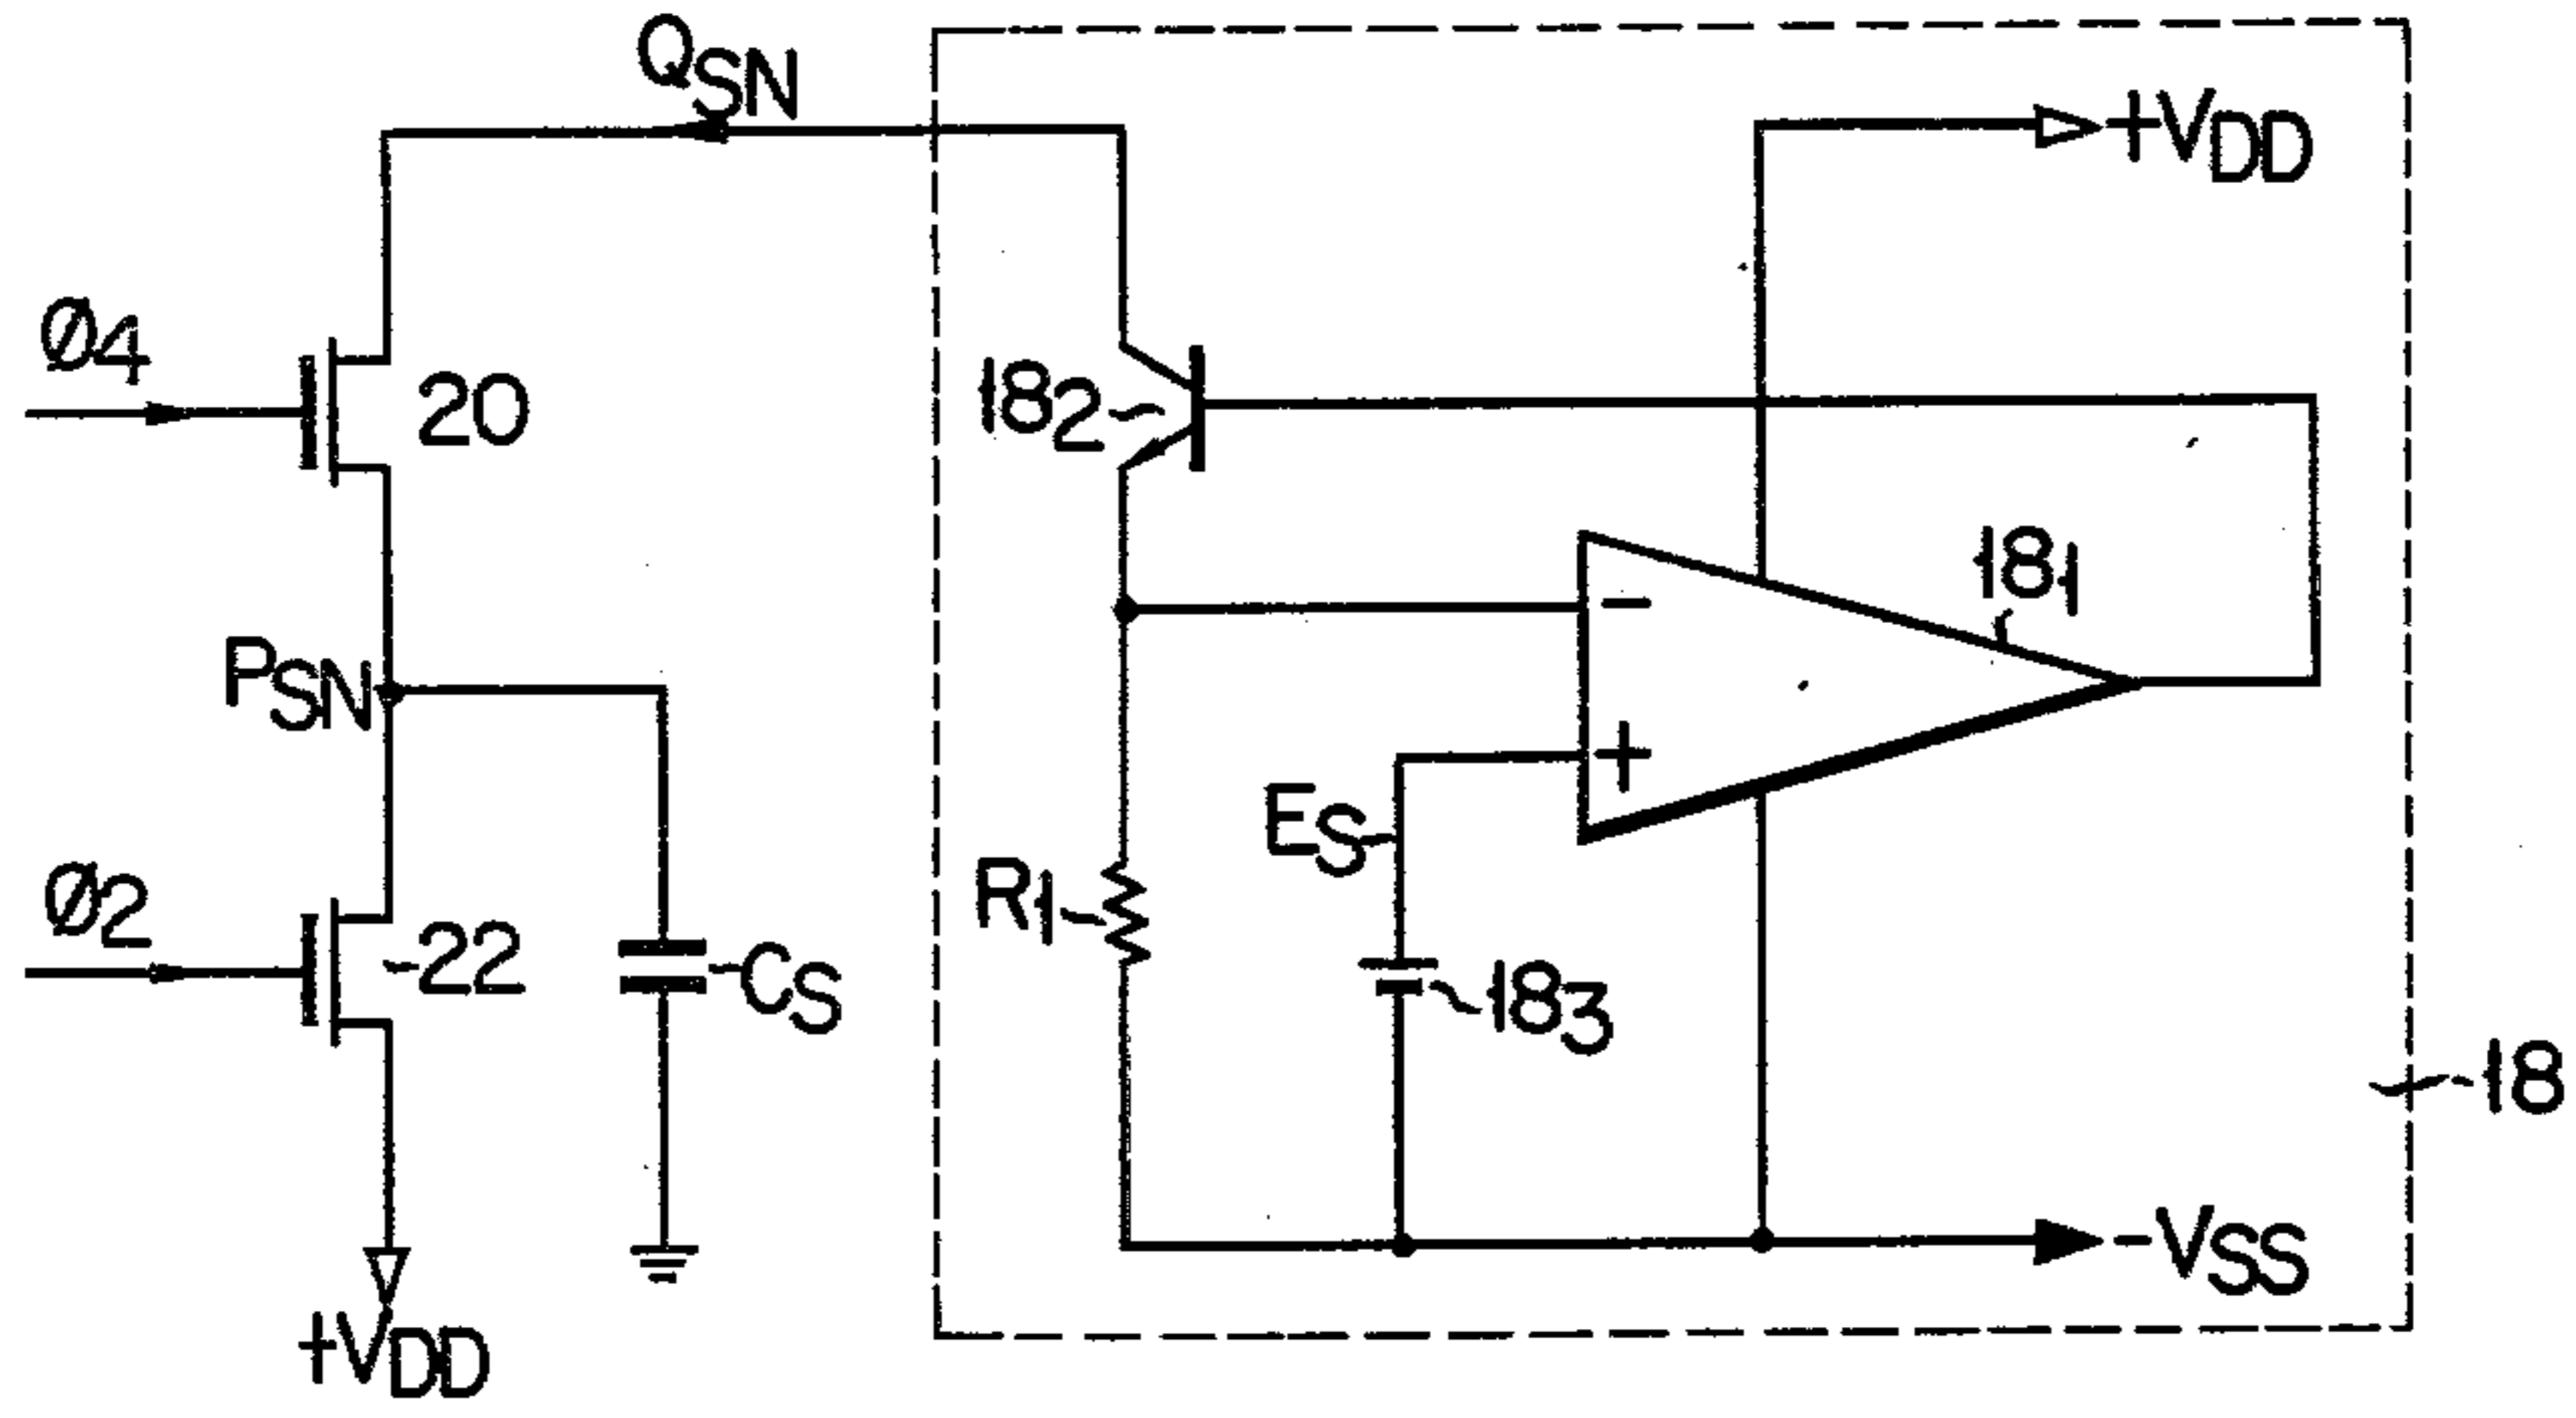 QSN
+VDD
Ø4
20
182
181
-
PSN
+
ES
R1
Ø2
22
CS
183
18
-VSS
+VDD